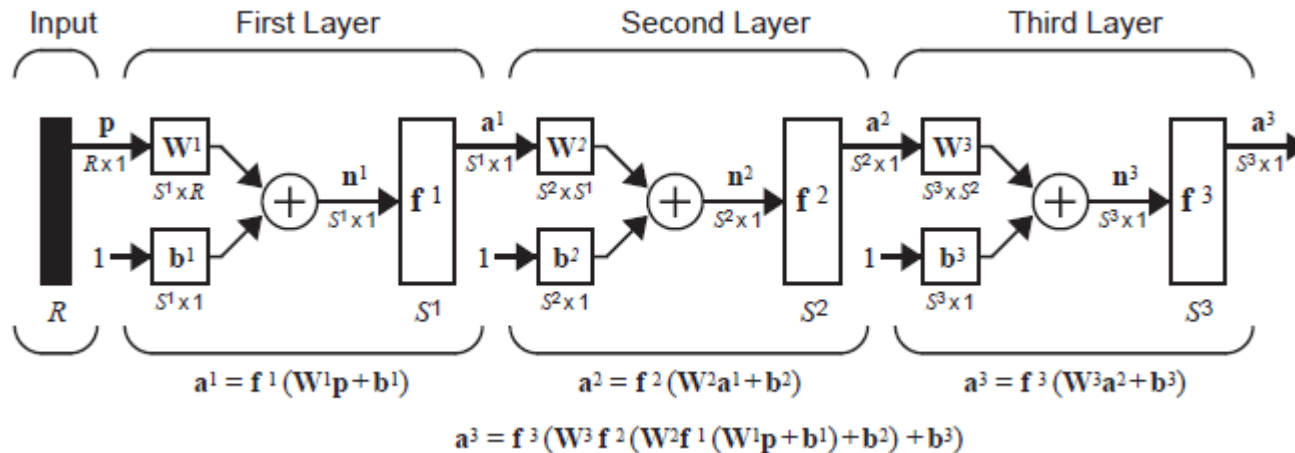 Input First Layer Second Layer Third Layer
p a¹ a² a³
W¹ W² W³
R x 1 S¹ x 1 S² x 1 S³ x 1
n¹ n² n³
S¹ x R f 1 S² x S¹ f 2 S³ x S² f 3
+ + +
S¹ x 1 S² x 1 S³ x 1
1 b¹ 1 b² 1 b³
S¹ x 1 S² x 1 S³ x 1
R S¹ S² S³
a¹ = f ¹ (W¹p + b¹) a² = f ² (W²a¹ + b²) a³ = f ³ (W³a² + b³)
a³ = f ³ (W³ f ² (W²f ¹ (W¹p + b¹) + b²) + b³)